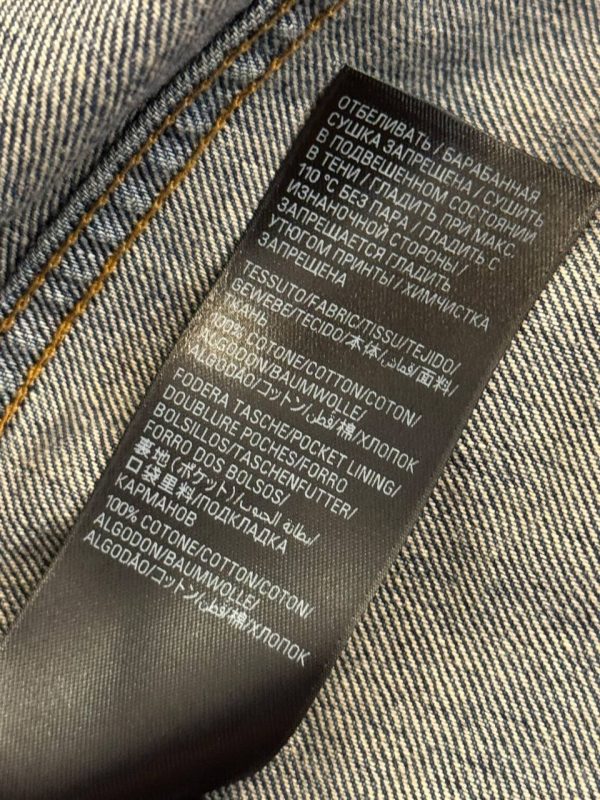 ОТБЕЛИВАТЬ / БАРАБАННАЯ
СУШКА ЗАПРЕЩЕНА / СУШИТЬ
В ПОДВЕШЕННОМ СОСТОЯНИИ
В ТЕНИ / ГЛАДИТЬ ПРИ МАКС.
110 °C БЕЗ ПАРА / ГЛАДИТЬ С
ИЗНАНОЧНОЙ СТОРОНЫ /
ЗАПРЕЩАЕТСЯ ГЛАДИТЬ
УТЮГОМ ПРИНТЫ / ХИМЧИСТКА
ЗАПРЕЩЕНА
TESSUTO/FABRIC/TISSU/TEJIDO/
GEWEBE/TECIDO/本体/قماش/面料/
ТКАНЬ
100% COTONE/COTTON/COTON/
ALGODON/BAUMWOLLE/
ALGODÃO/コットン/قطن/棉/ХЛОПОК
FODERA TASCHE/POCKET LINING/
DOUBLURE POCHES/FORRO
BOLSILLOS/TASCHENFUTTER/
FORRO DOS BOLSOS/
裏地(ポケット)/بطانة الجيب/
口袋里料/ПОДКЛАДКА
КАРМАНОВ
100% COTONE/COTTON/COTON/
ALGODON/BAUMWOLLE/
ALGODÃO/コットン/قطن/棉/ХЛОПОК